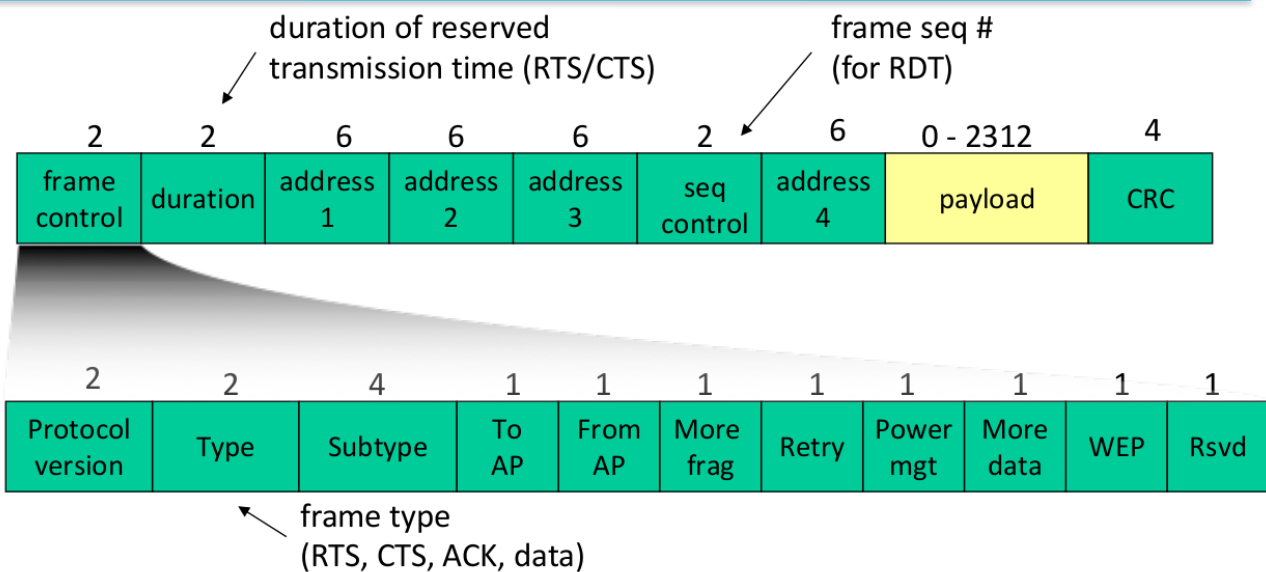 duration of reserved
transmission time (RTS/CTS)
frame seq #
(for RDT)
2 2 6 6 6 2 6 0 - 2312 4
frame
control
duration
address
1
address
2
address
3
seq
control
address
4
payload
CRC
2 2 4 1 1 1 1 1 1 1 1
Protocol
version
Type
Subtype
To
AP
From
AP
More
frag
Retry
Power
mgt
More
data
WEP
Rsvd
frame type
(RTS, CTS, ACK, data)